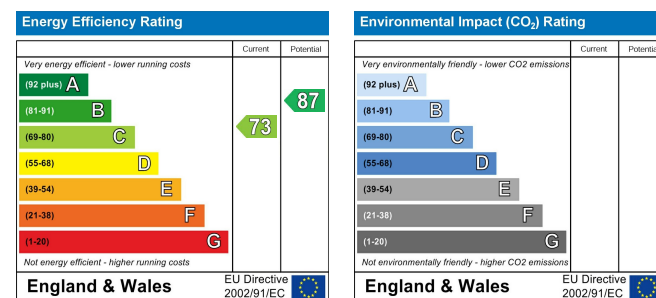 Energy Efficiency Rating
Current Potential
Very energy efficient - lower running costs
(92 plus) A
(81-91) B
(69-80) C
(55-68) D
(39-54) E
(21-38) F
(1-20) G
73
87
Not energy efficient - higher running costs
England & Wales
EU Directive
2002/91/EC
Environmental Impact (CO₂) Rating
Current Potentia
Very environmentally friendly - lower CO2 emissions
(92 plus) A
(81-91) B
(69-80) C
(55-68) D
(39-54) E
(21-38) F
(1-20) G
Not environmentally friendly - higher CO2 emissions
England & Wales
EU Directive
2002/91/EC